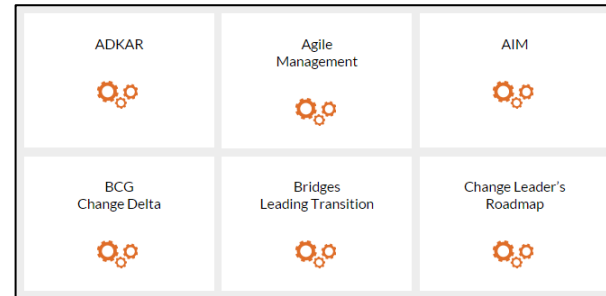 ADKAR
Agile
Management
AIM
BCG
Change Delta
Bridges
Leading Transition
Change Leader's
Roadmap